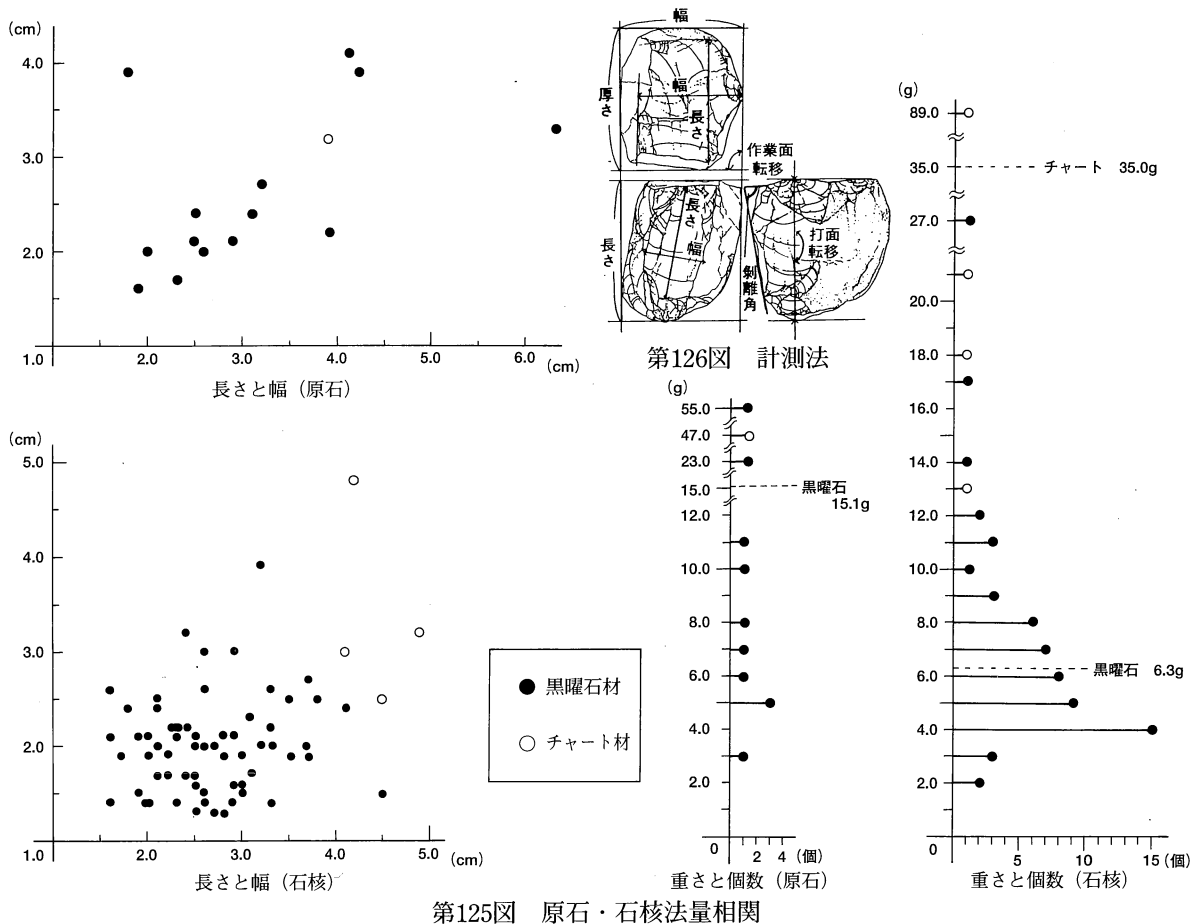 (cm)
4.0
3.0
2.0
1.0
2.0
3.0
4.0
5.0
6.0
(cm)
長さと幅（原石）
幅
厚さ
幅
長さ
作業面
転移
長さ
長さ
幅
剝離角
打面
転移
第126図　計測法
(cm)
5.0
4.0
3.0
2.0
1.0
2.0
3.0
4.0
5.0
(cm)
長さと幅（石核）
黒曜石材
チャート材
(g)
55.0
47.0
23.0
15.0
黒曜石
15.1g
12.0
10.0
8.0
6.0
4.0
2.0
0
2
4
(個)
重さと個数（原石）
(g)
89.0
35.0
チャート　35.0g
27.0
20.0
18.0
16.0
14.0
12.0
10.0
8.0
黒曜石　6.3g
6.0
4.0
2.0
0
5
10
15
(個)
重さと個数（石核）
第125図　原石・石核法量相関